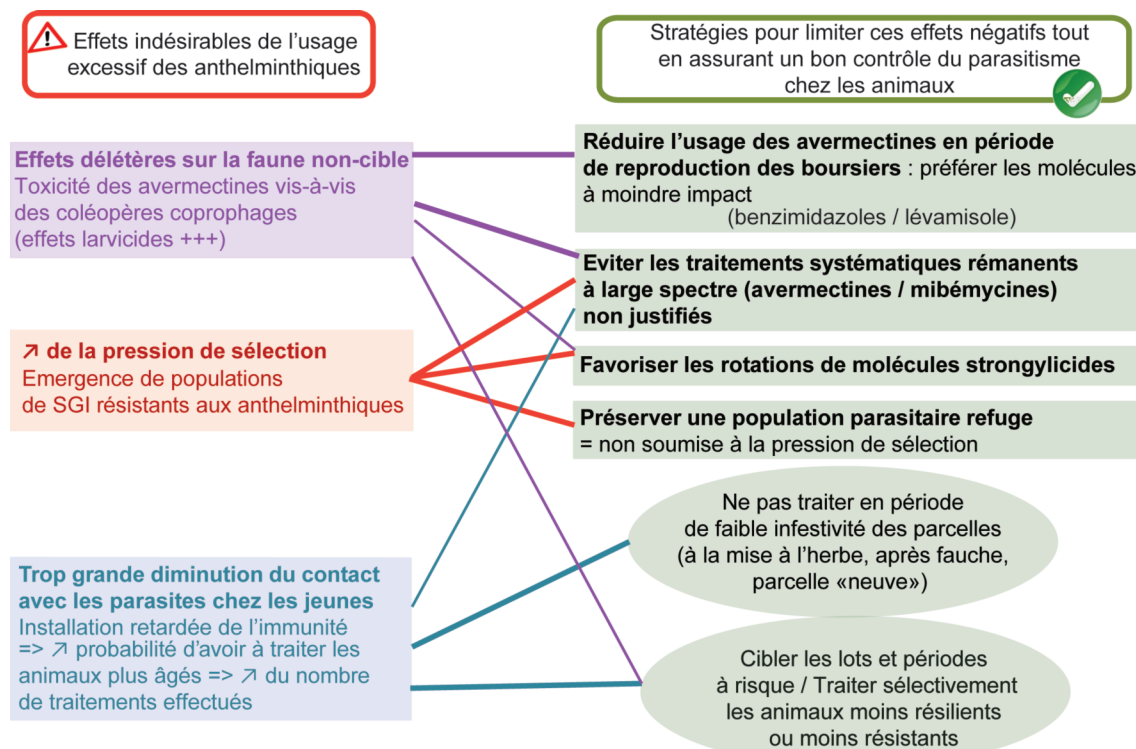 Effets indésirables de l’usage
excessif des anthelminthiques
Stratégies pour limiter ces effets négatifs tout
en assurant un bon contrôle du parasitisme
chez les animaux
Effets délétères sur la faune non-cible
Toxicité des avermectines vis-à-vis
des coléopères coprophages
(effets larvicides +++)
↗ de la pression de sélection
Emergence de populations
de SGI résistants aux anthelminthiques
Trop grande diminution du contact
avec les parasites chez les jeunes
Installation retardée de l’immunité
=> ↗ probabilité d’avoir à traiter les
animaux plus âgés => ↗ du nombre
de traitements effectués
Réduire l’usage des avermectines en période
de reproduction des boursiers : préférer les molécules
à moindre impact
(benzimidazoles / lévamisole)
Eviter les traitements systématiques rémanents
à large spectre (avermectines / mibémycines)
non justifiés
Favoriser les rotations de molécules strongylicides
Préserver une population parasitaire refuge
= non soumise à la pression de sélection
Ne pas traiter en période
de faible infestivité des parcelles
(à la mise à l’herbe, après fauche,
parcelle «neuve»)
Cibler les lots et périodes
à risque / Traiter sélectivement
les animaux moins résilients
ou moins résistants